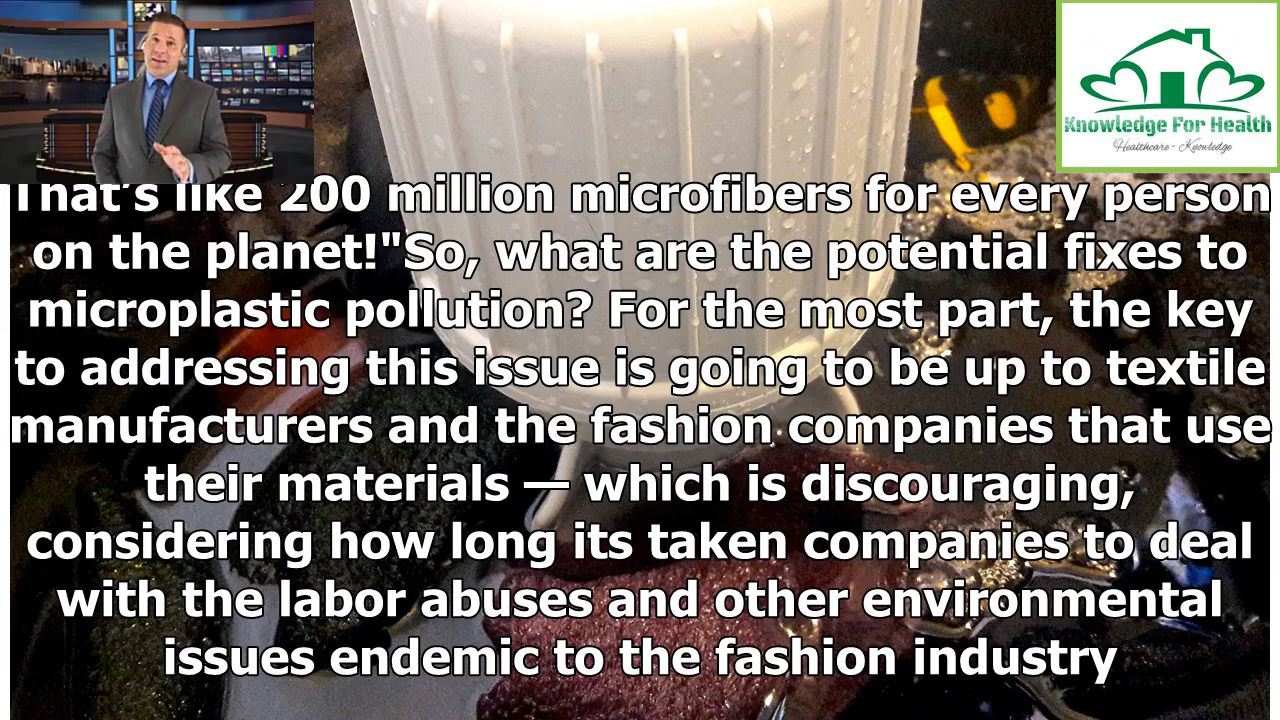 Knowledge For Health
Healthcare - Knowledge
That's like 200 million microfibers for every person
on the planet!"So, what are the potential fixes to
microplastic pollution? For the most part, the key
to addressing this issue is going to be up to textile
manufacturers and the fashion companies that use
their materials — which is discouraging,
considering how long its taken companies to deal
with the labor abuses and other environmental
issues endemic to the fashion industry